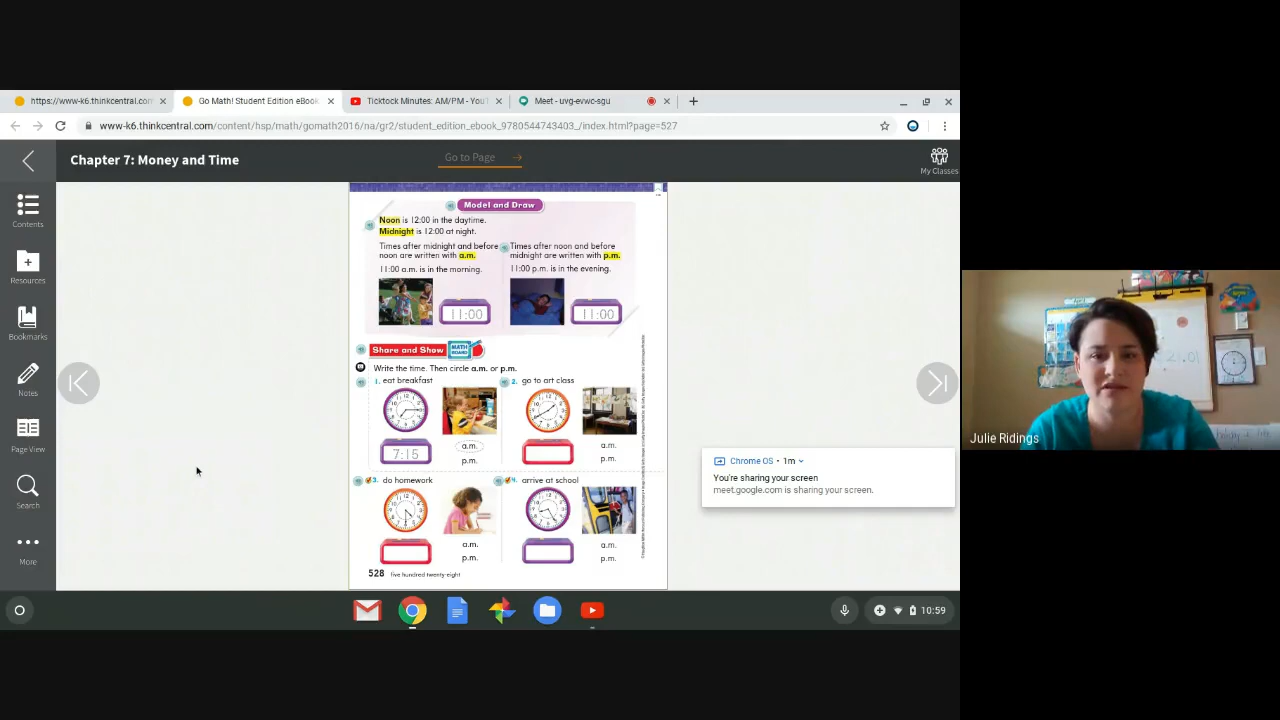 https://www-k6.thinkcentral.com
Go Math! Student Edition eBook
Ticktock Minutes: AM/PM - YouT
Meet - uvg-evwc-sgu
www-k6.thinkcentral.com/content/hsp/math/gomath2016/na/gr2/student_edition_ebook_9780544743403_/index.html?page=527
Chapter 7: Money and Time
Go to Page
My Classes
Contents
Resources
Bookmarks
Notes
Page View
Search
More
Model and Draw
Noon is 12:00 in the daytime.
Midnight is 12:00 at night.
Times after midnight and before
noon are written with a.m.
11:00 a.m. is in the morning.
Times after noon and before
midnight are written with p.m.
11:00 p.m. is in the evening.
11:00
11:00
Share and Show
MATH
BOARD
Write the time. Then circle a.m. or p.m.
1. eat breakfast
7:15
a.m.
p.m.
2. go to art class
a.m.
p.m.
3. do homework
a.m.
p.m.
4. arrive at school
a.m.
p.m.
528 five hundred twenty-eight
Chrome OS • 1m
You're sharing your screen
meet.google.com is sharing your screen.
Julie Ridings
10:59